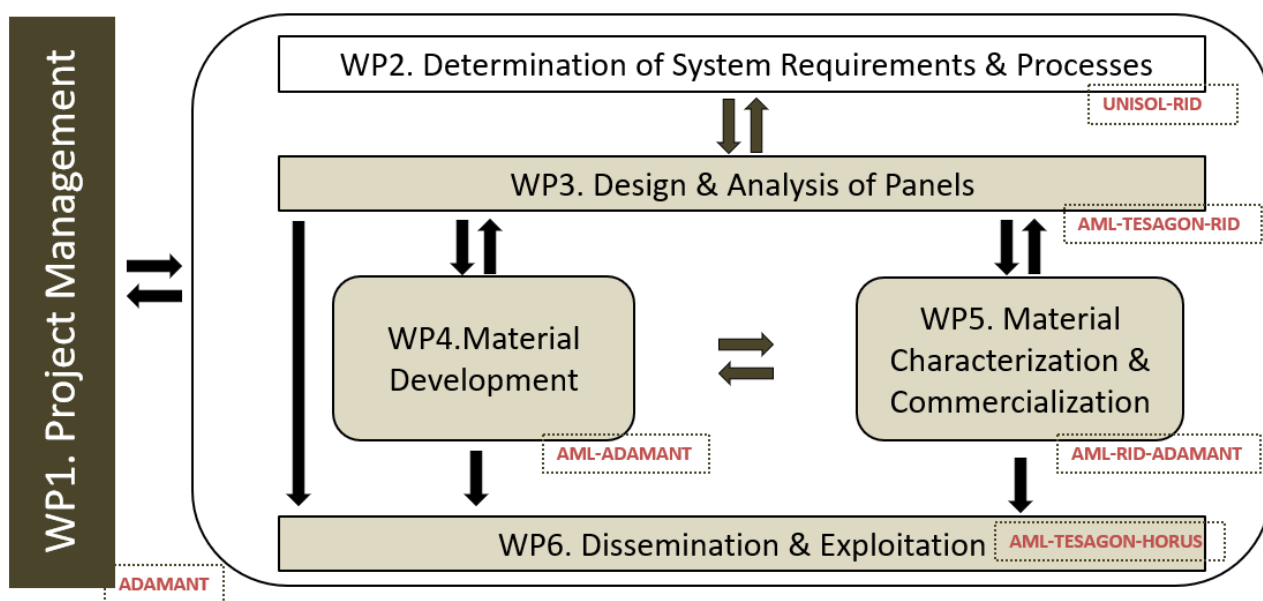 WP1. Project Management
ADAMANT
WP2. Determination of System Requirements & Processes
UNISOL-RID
WP3. Design & Analysis of Panels
AML-TESAGON-RID
WP4.Material
Development
AML-ADAMANT
WP5. Material
Characterization &
Commercialization
AML-RID-ADAMANT
WP6. Dissemination & Exploitation
AML-TESAGON-HORUS